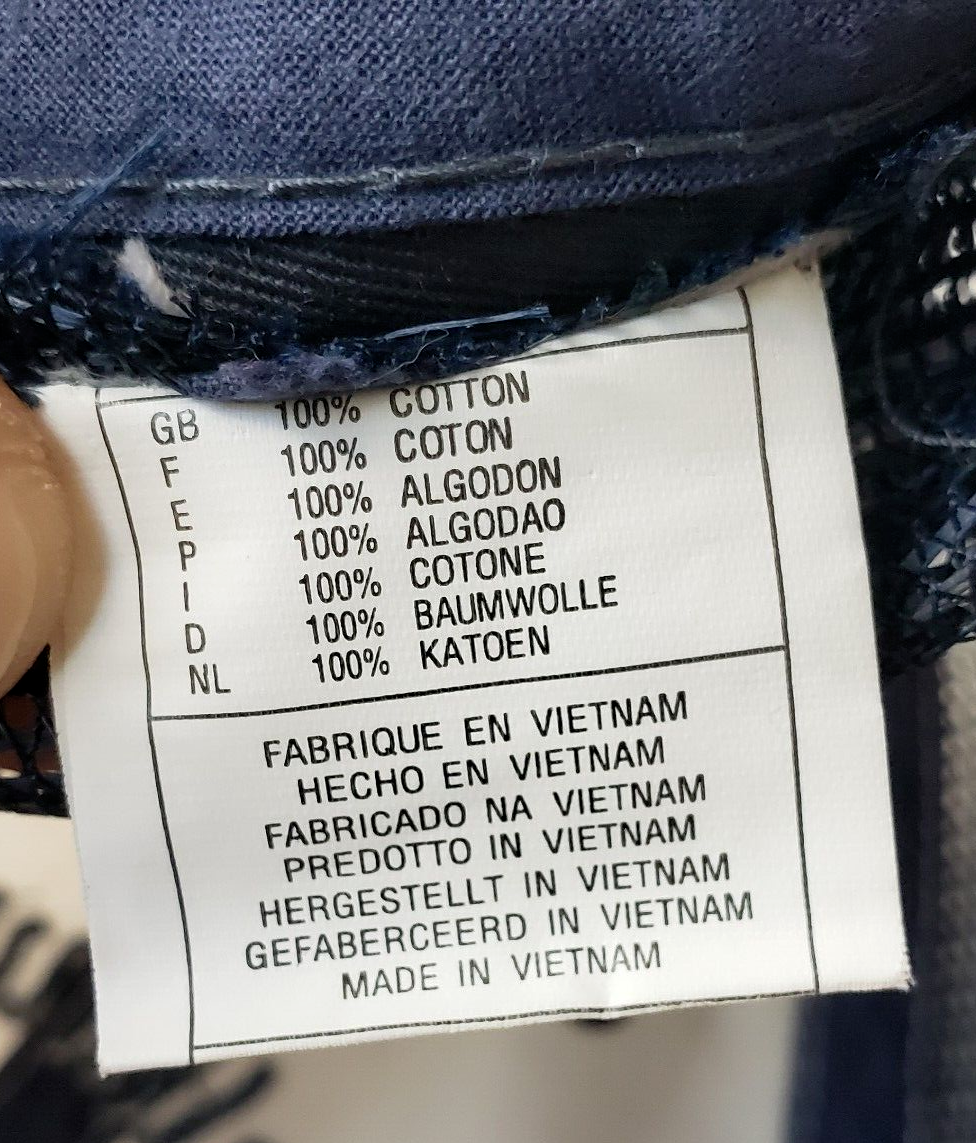 GB 100% COTTON
F 100% COTON
E 100% ALGODON
P 100% ALGODAO
I 100% COTONE
D 100% BAUMWOLLE
NL 100% KATOEN
FABRIQUE EN VIETNAM
HECHO EN VIETNAM
FABRICADO NA VIETNAM
PREDOTTO IN VIETNAM
HERGESTELLT IN VIETNAM
GEFABERCEERD IN VIETNAM
MADE IN VIETNAM